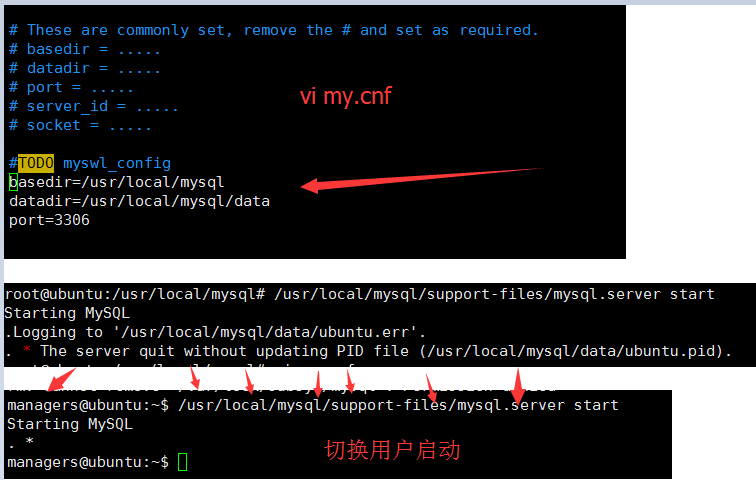 # These are commonly set, remove the # and set as required.
# basedir = .....
# datadir = .....
# port = .....
# server_id = .....
# socket = .....
vi my.cnf
#TODO myswl_config
basedir=/usr/local/mysql
datadir=/usr/local/mysql/data
port=3306
root@ubuntu:/usr/local/mysql# /usr/local/mysql/support-files/mysql.server start
Starting MySQL
.Logging to '/usr/local/mysql/data/ubuntu.err'.
. * The server quit without updating PID file (/usr/local/mysql/data/ubuntu.pid).
managers@ubuntu:~$ /usr/local/mysql/support-files/mysql.server start
Starting MySQL
. *
切换用户启动
managers@ubuntu:~$